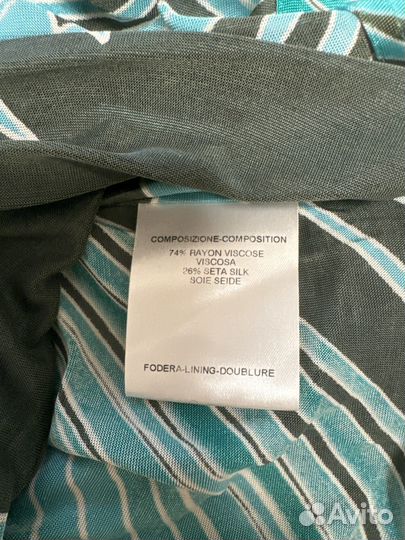 COMPOSIZIONE-COMPOSITION
74% RAYON VISCOSE
VISCOSA
26% SETA SILK
SOIE SEIDE
FODERA-LINING-DOUBLURE
Avito